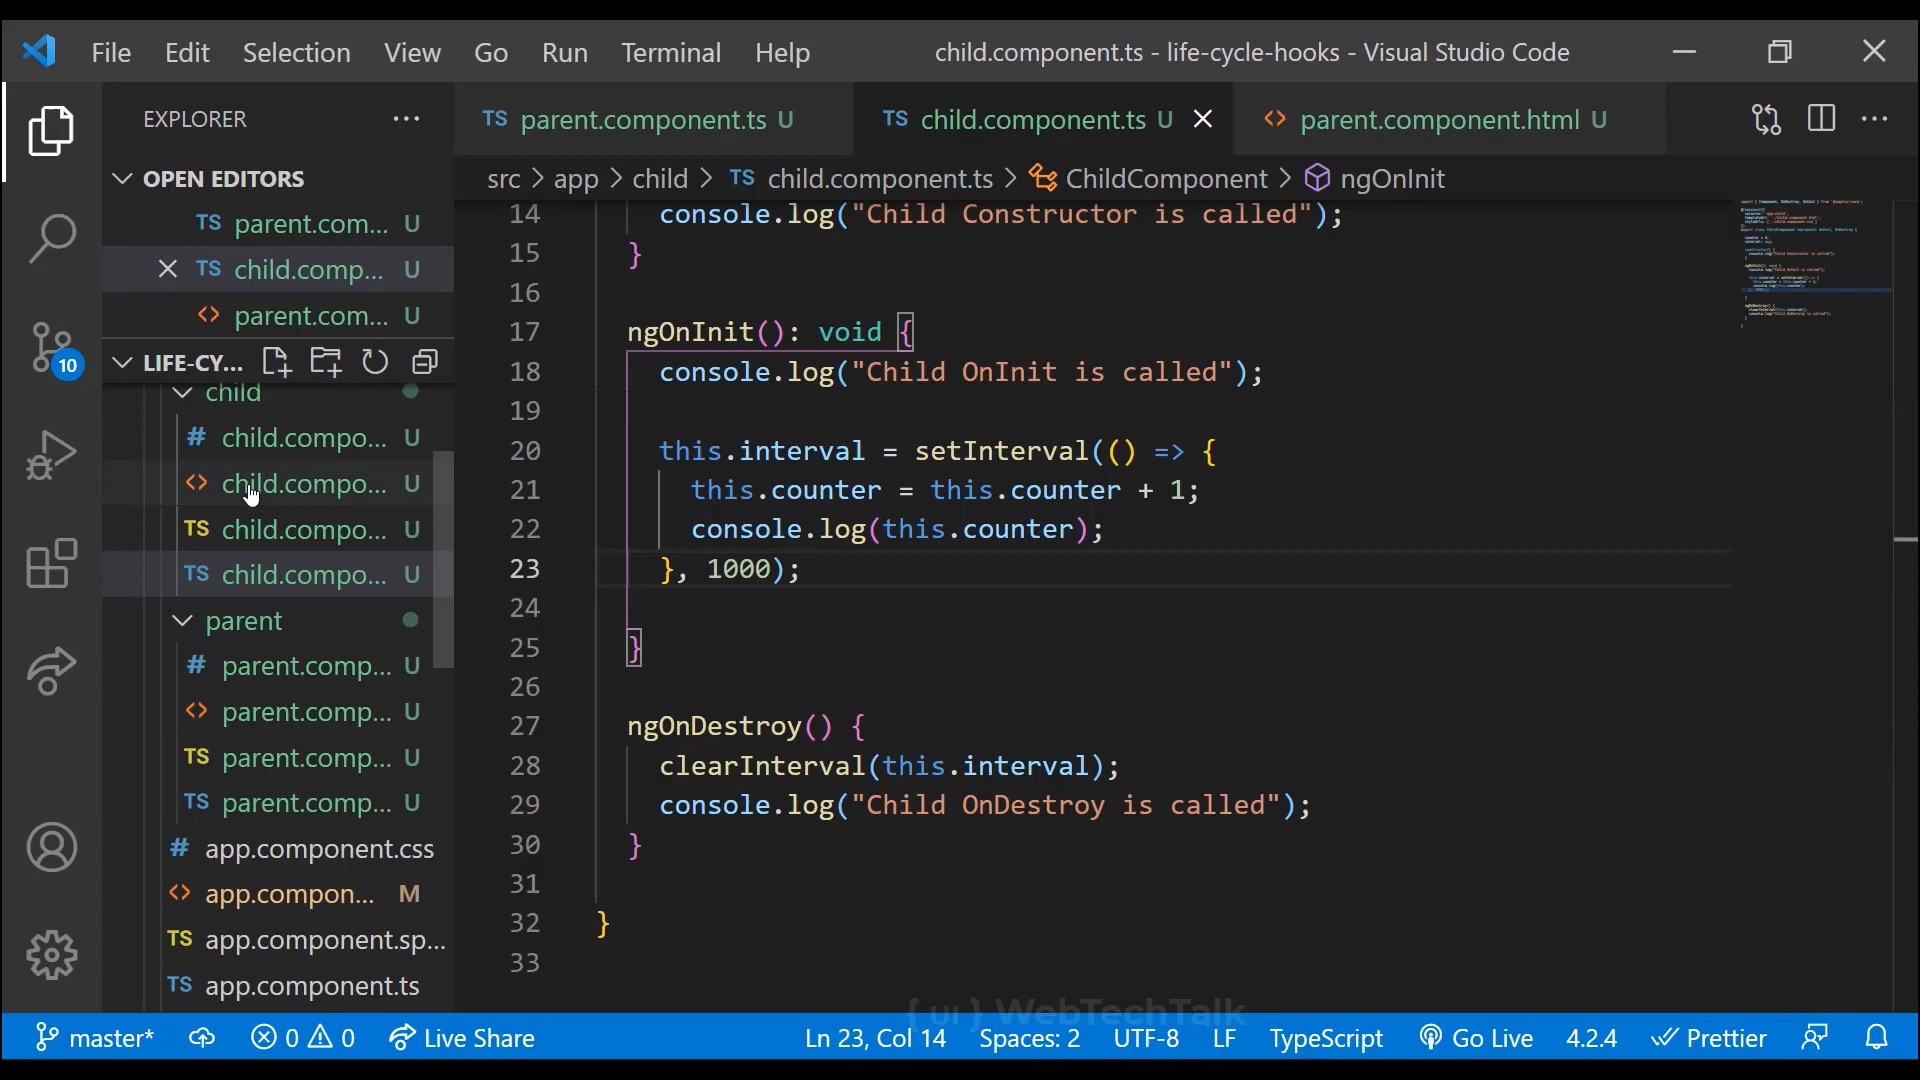 File Edit Selection View Go Run Terminal Help child.component.ts - life-cycle-hooks - Visual Studio Code
EXPLORER
TS parent.component.ts U TS child.component.ts U parent.component.html U
OPEN EDITORS
src > app > child > TS child.component.ts > ChildComponent > ngOnInit
TS parent.com... U
TS child.comp... U
<> parent.com... U
LIFE-CY...
child
# child.compo... U
<> child.compo... U
TS child.compo... U
TS child.compo... U
parent
# parent.comp... U
<> parent.comp... U
TS parent.comp... U
TS parent.comp... U
# app.component.css
<> app.compon... M
TS app.component.sp...
TS app.component.ts
10
14 console.log("Child Constructor is called");
15 }
16
17 ngOnInit(): void {
18 console.log("Child OnInit is called");
19
20 this.interval = setInterval(() => {
21 this.counter = this.counter + 1;
22 console.log(this.counter);
23 }, 1000);
24
25 }
26
27 ngOnDestroy() {
28 clearInterval(this.interval);
29 console.log("Child OnDestroy is called");
30 }
31
32 }
33
{ ui } WebTechTalk
master* 0 0 Live Share Ln 23, Col 14 Spaces: 2 UTF-8 LF TypeScript Go Live 4.2.4 Prettier